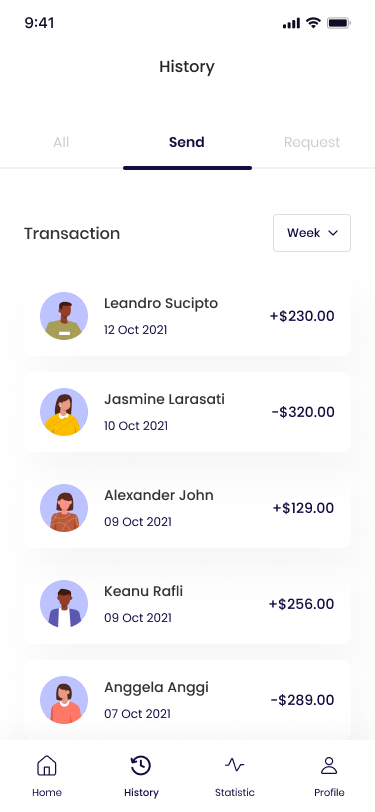 9:41
History
All
Send
Request
Transaction
Week
Leandro Sucipto
+$230.00
12 Oct 2021
Jasmine Larasati
-$320.00
10 Oct 2021
Alexander John
+$129.00
09 Oct 2021
Keanu Rafli
+$256.00
09 Oct 2021
Anggela Anggi
-$289.00
07 Oct 2021
Home
History
Statistic
Profile